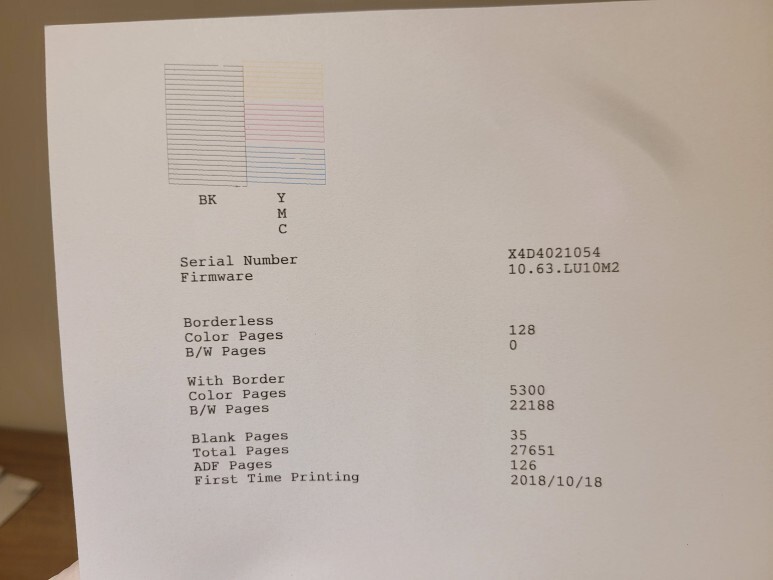 BK
Y
M
C
Serial Number X4D4021054
Firmware 10.63.LU10M2
Borderless
Color Pages 128
B/W Pages 0
With Border
Color Pages 5300
B/W Pages 22188
Blank Pages 35
Total Pages 27651
ADF Pages 126
First Time Printing 2018/10/18